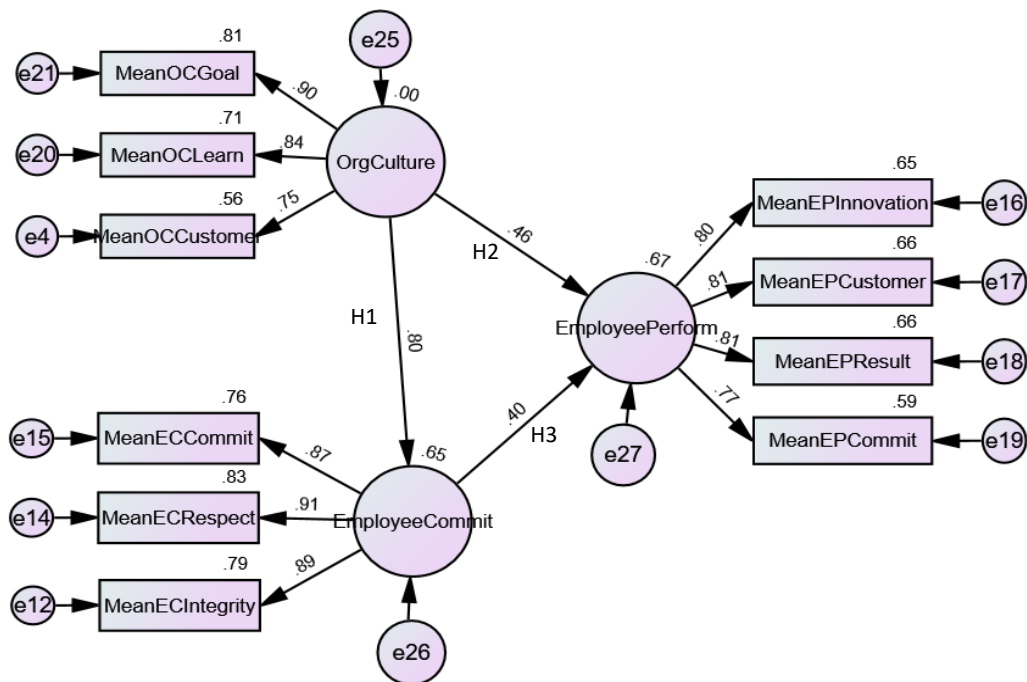 .81
e25
e21
MeanOCGoal
.90
.00
.71
e20
MeanOCLearn
.84
OrgCulture
.56
.75
e4
MeanOCCustomer
.65
MeanEPInnovation
e16
.46
H2
.80
.67
.66
MeanEPCustomer
e17
.81
H1
.80
EmployeePerform
.66
.81
MeanEPResult
e18
.77
.59
MeanEPCommit
e19
.76
e15
MeanECCommit
.87
.65
.40
H3
e27
.83
e14
MeanECRespect
.91
EmployeeCommit
.79
.89
e12
MeanECIntegrity
e26